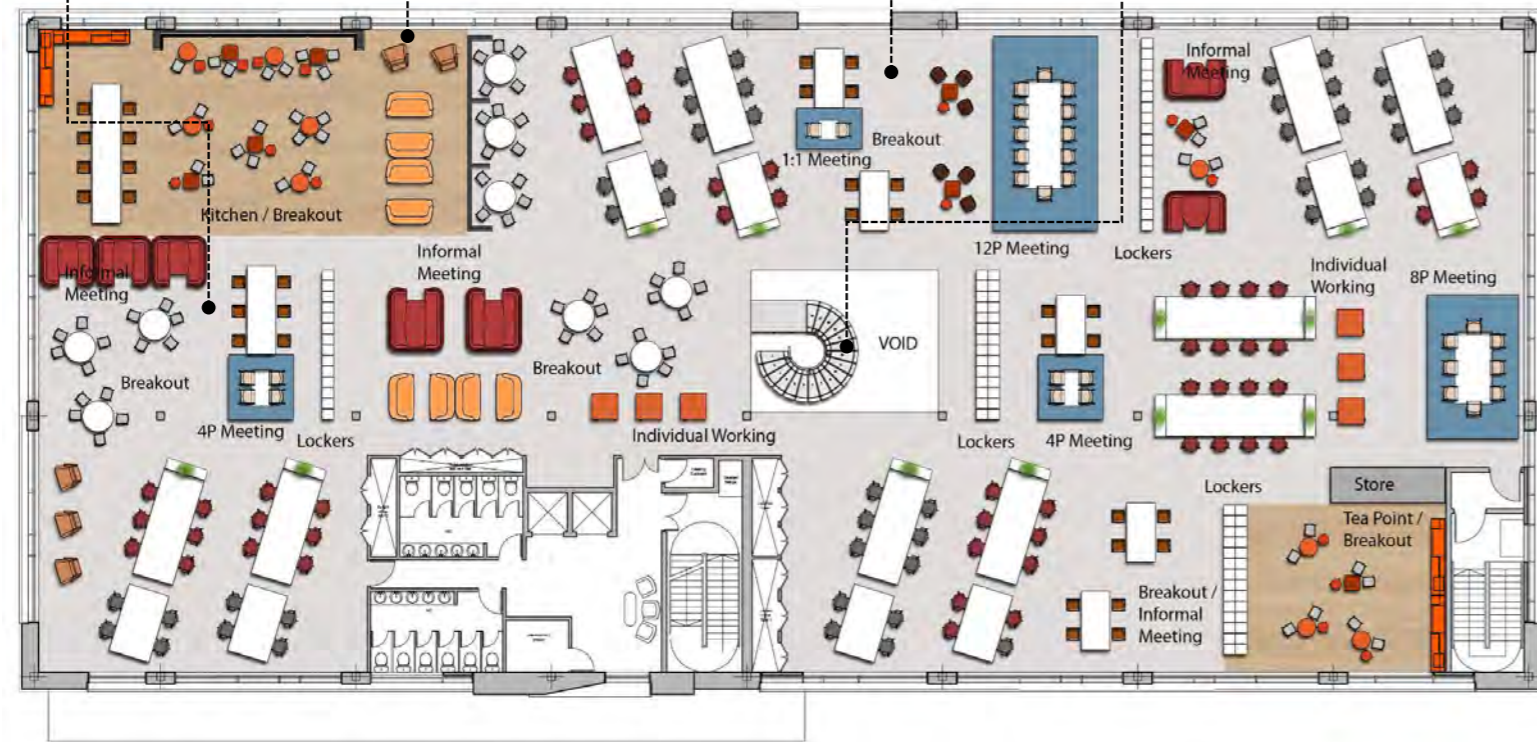 Informal
Meeting
1:1 Meeting
Breakout
Kitchen / Breakout
12P Meeting
Lockers
Informal
Meeting
Informal
Meeting
Individual
Working
8P Meeting
VOID
Breakout
Breakout
4P Meeting
Lockers
Individual Working
Lockers
4P Meeting
Lockers
Store
Tea Point /
Breakout
Breakout /
Informal
Meeting